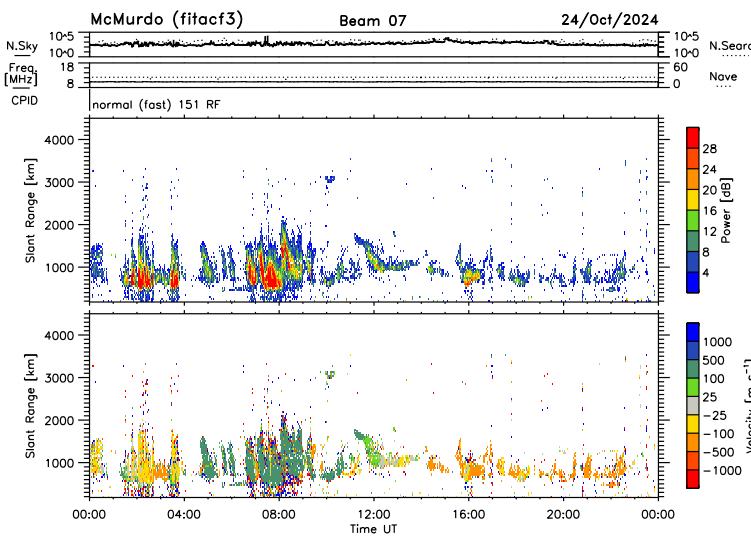 McMurdo (fitacf3) Beam 07 24/Oct/2024
N.Sky 10^5 10^0 10^5 10^0 N.Searc
Freq [MHz] 18 8 60 0 Nave
CPID normal (fast) 151 RF
Slant Range [km] 4000 3000 2000 1000
Power [dB] 28 24 20 16 12 8 4
Slant Range [km] 4000 3000 2000 1000
Velocity [m s^-1] 1000 500 100 25 -25 -100 -500 -1000
00:00 04:00 08:00 12:00 16:00 20:00 00:00
Time UT